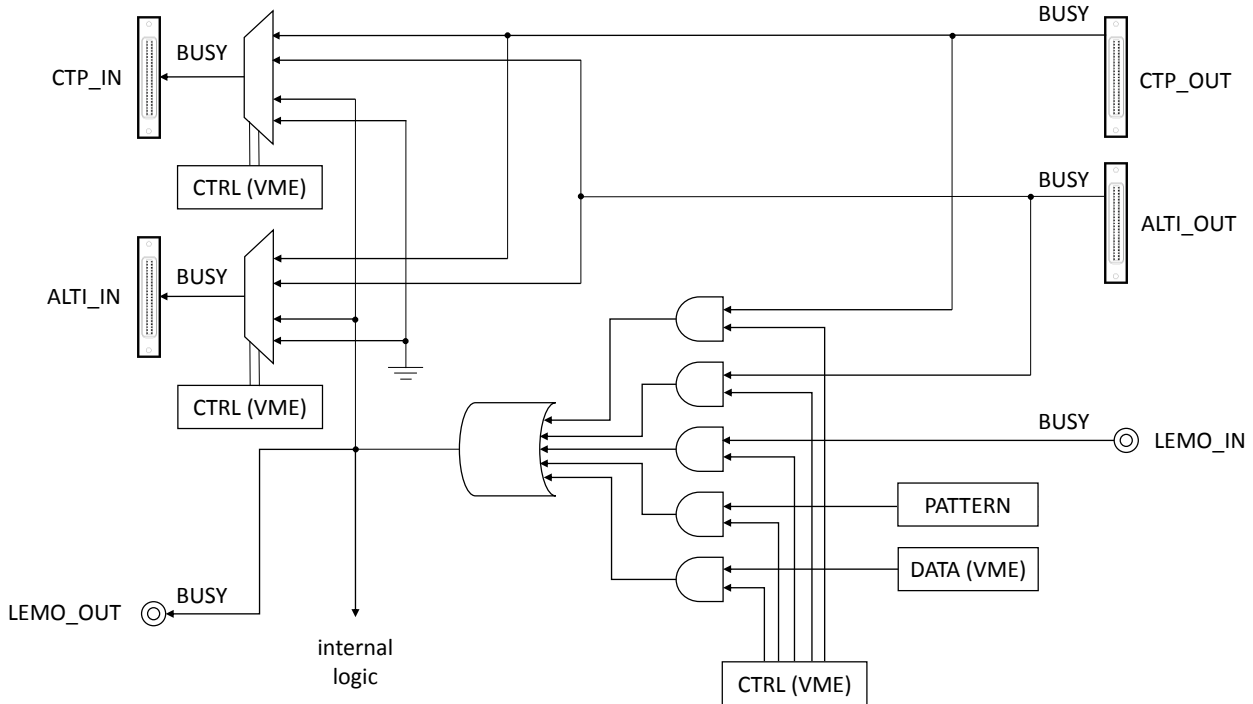 BUSY
BUSY
CTP_IN
CTP_OUT
CTRL (VME)
BUSY
ALTI_OUT
BUSY
ALTI_IN
CTRL (VME)
BUSY
LEMO_IN
PATTERN
DATA (VME)
BUSY
LEMO_OUT
internal
logic
CTRL (VME)